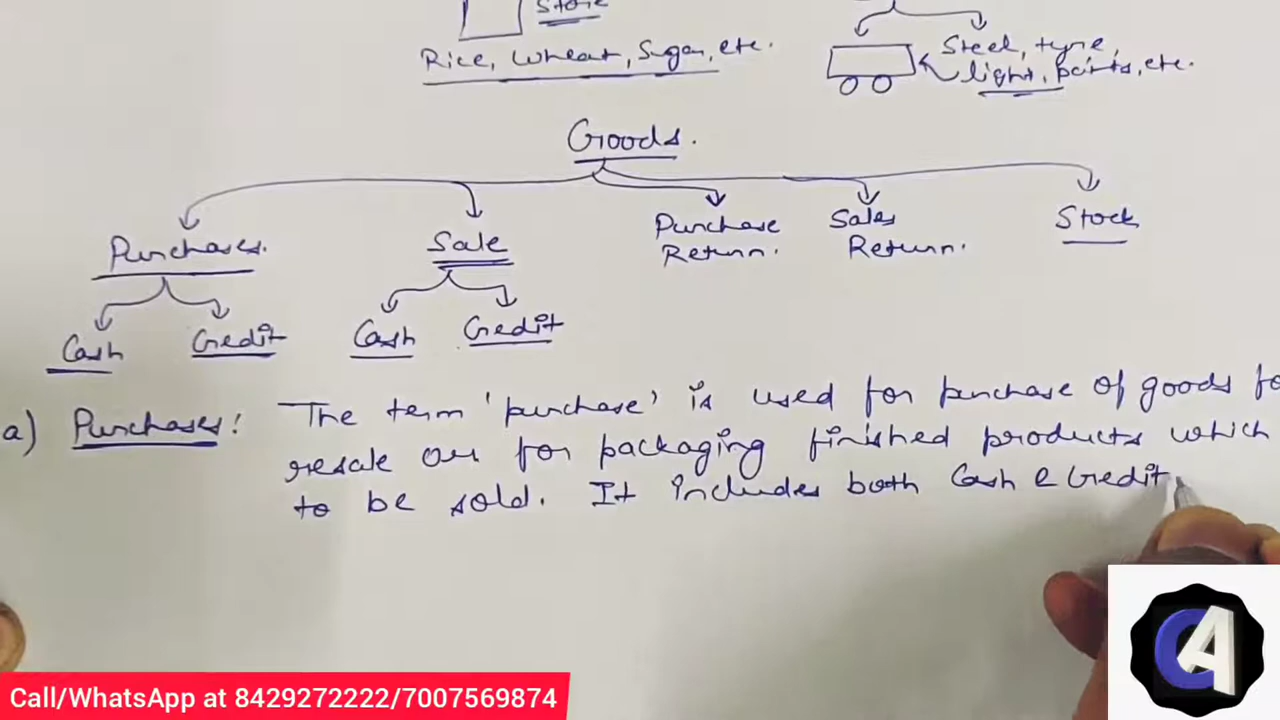 Store
Rice, Wheat, Sugar, etc.
Steel, tyre,
light, parts, etc.
Goods.
Purchases.
Sale
Purchase
Return.
Sales
Return.
Stock
Cash
Credit
Cash
Credit
a) Purchases: The term 'purchase' is used for purchase of goods fo
resale or for packaging finished products which
to be sold. It includes both Cash & Credit
CA
Call/WhatsApp at 8429272222/7007569874